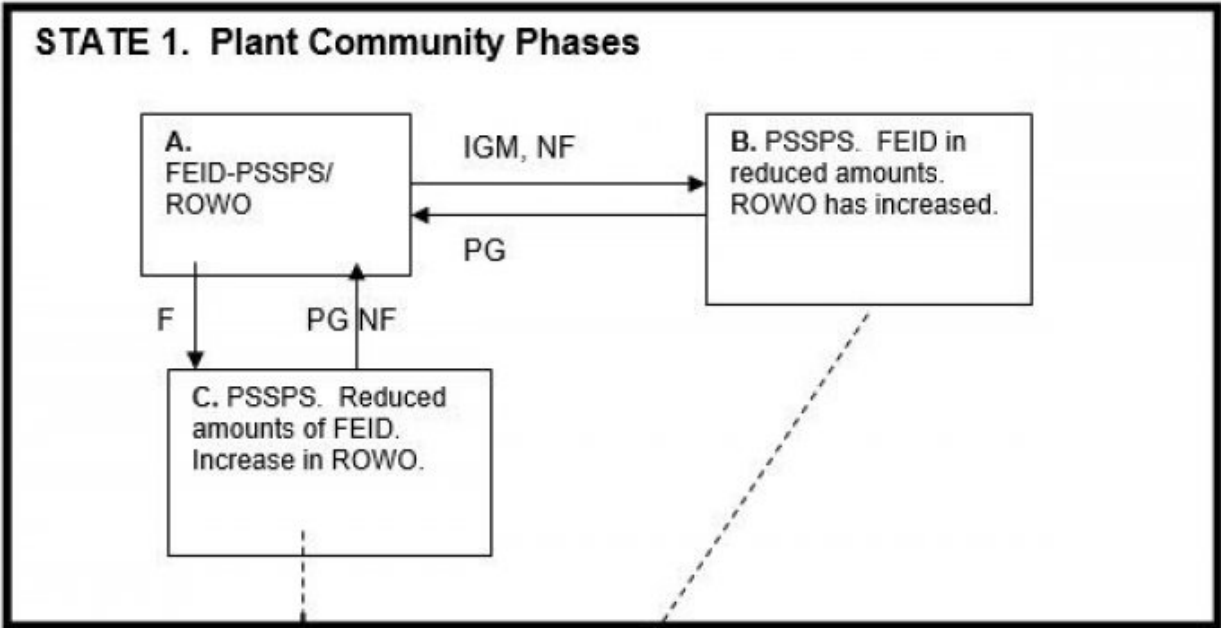 STATE 1. Plant Community Phases
A.
FEID-PSSPS/
ROWO
IGM, NF
PG
B. PSSPS. FEID in
reduced amounts.
ROWO has increased.
F
PG NF
C. PSSPS. Reduced
amounts of FEID.
Increase in ROWO.